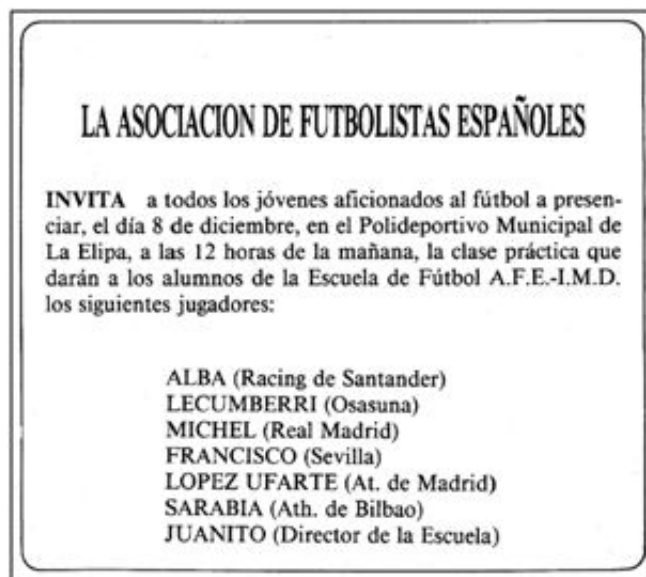 LA ASOCIACION DE FUTBOLISTAS ESPAÑOLES
INVITA a todos los jóvenes aficionados al fútbol a presen-
ciar, el día 8 de diciembre, en el Polideportivo Municipal de
La Elipa, a las 12 horas de la mañana, la clase práctica que
darán a los alumnos de la Escuela de Fútbol A.F.E.-I.M.D.
los siguientes jugadores:
ALBA (Racing de Santander)
LECUMBERRI (Osasuna)
MICHEL (Real Madrid)
FRANCISCO (Sevilla)
LOPEZ UFARTE (At. de Madrid)
SARABIA (Ath. de Bilbao)
JUANITO (Director de la Escuela)